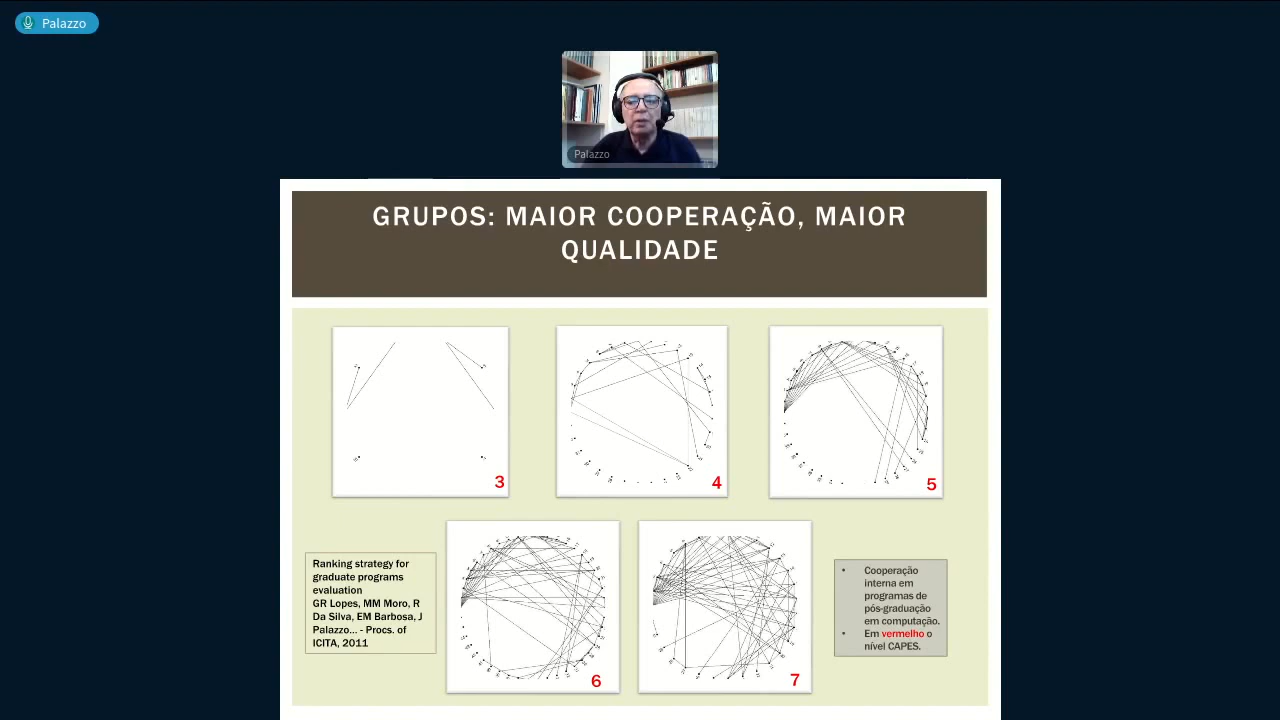 Palazzo
Palazzo
GRUPOS: MAIOR COOPERAÇÃO, MAIOR
QUALIDADE
3
4
5
6
7
Ranking strategy for
graduate programs
evaluation
GR Lopes, MM Moro, R
Da Silva, EM Barbosa, J
Palazzo... - Procs. of
ICITA, 2011
• Cooperação
interna em
programas de
pós-graduação
em computação.
• Em vermelho o
nível CAPES.